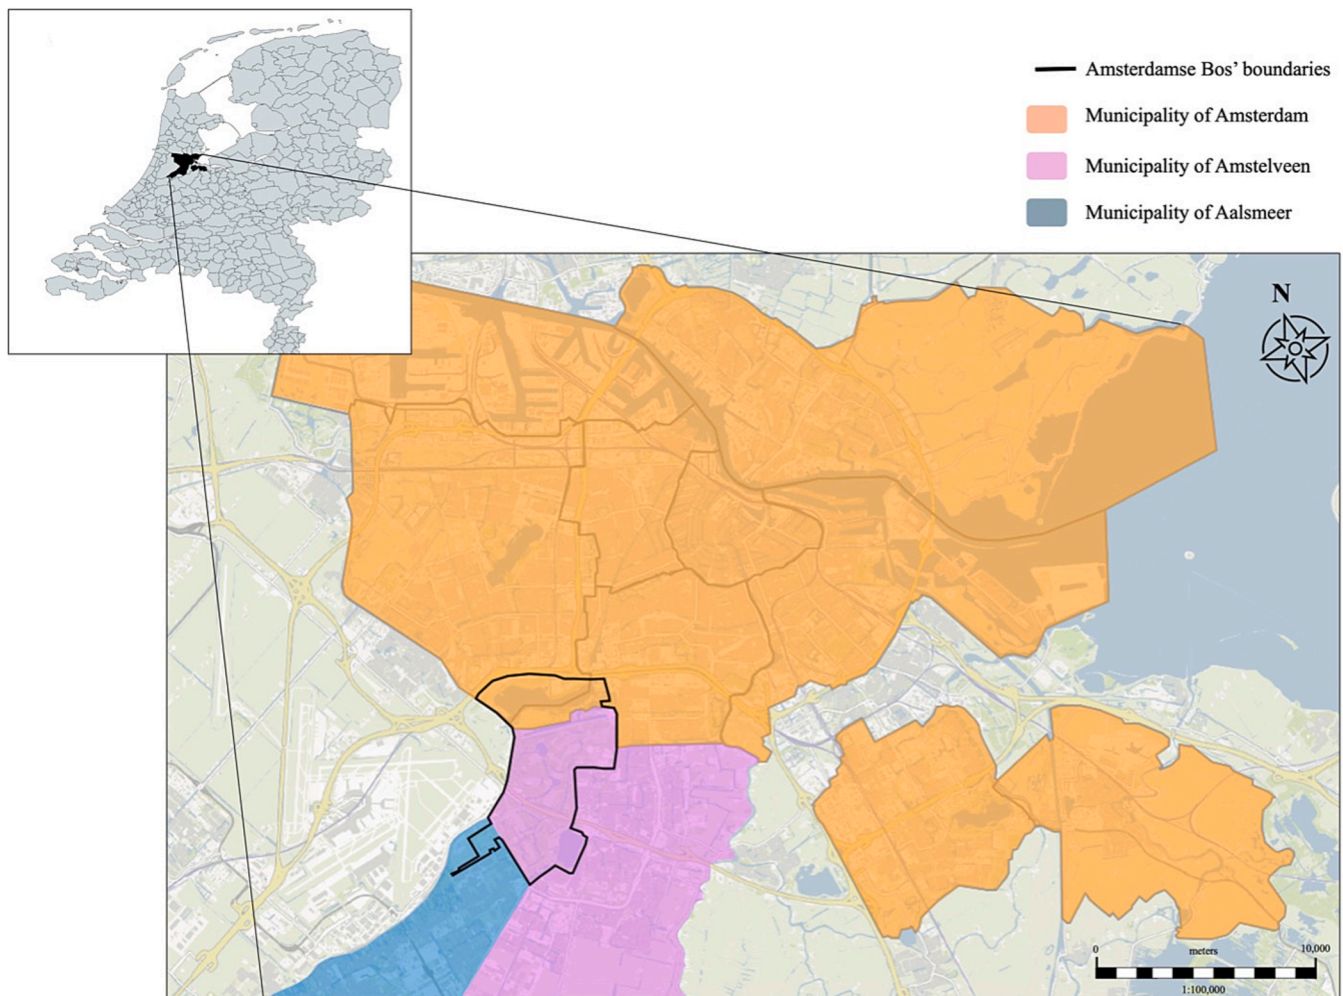 Amsterdamse Bos’ boundaries
Municipality of Amsterdam
Municipality of Amstelveen
Municipality of Aalsmeer
N
0 meters 10,000
1:100,000